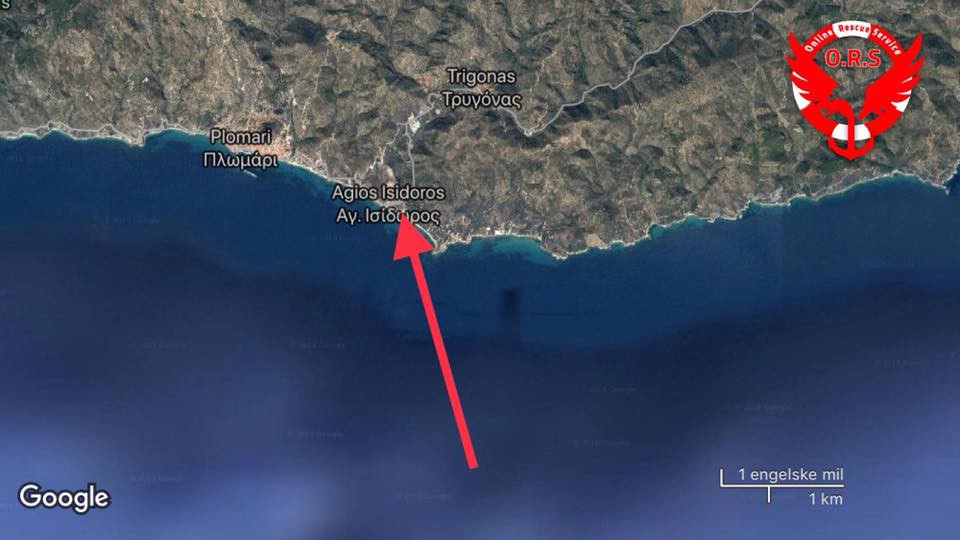 s
Online Rescue Service
O.R.S
Trigonas
Τρυγόνας
Plomari
Πλωμάρι
Agios Isidoros
Αγ. Ισίδωρος
1 engelske mil
1 km
Google